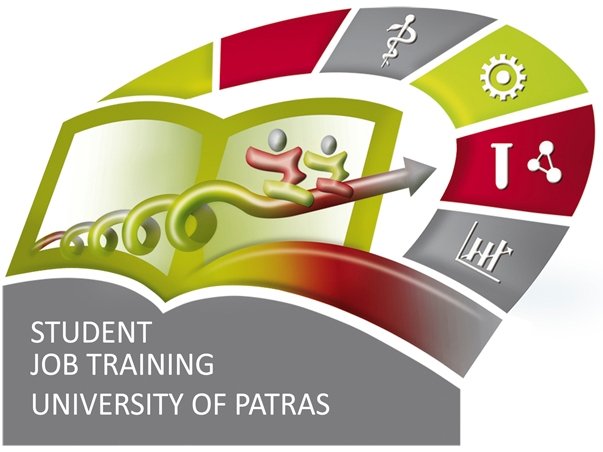 STUDENT
JOB TRAINING
UNIVERSITY OF PATRAS